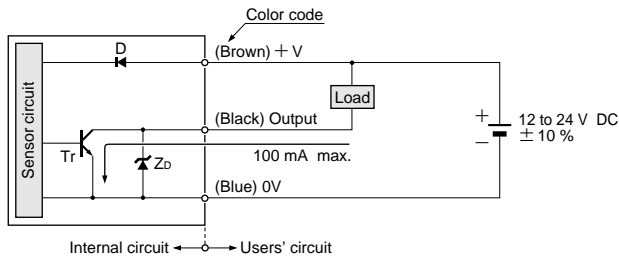 Color code
D
(Brown) +V
Load
Sensor circuit
(Black) Output
+
12 to 24 V DC
−
± 10 %
Tr
ZD
100 mA max.
(Blue) 0V
Internal circuit
Users' circuit